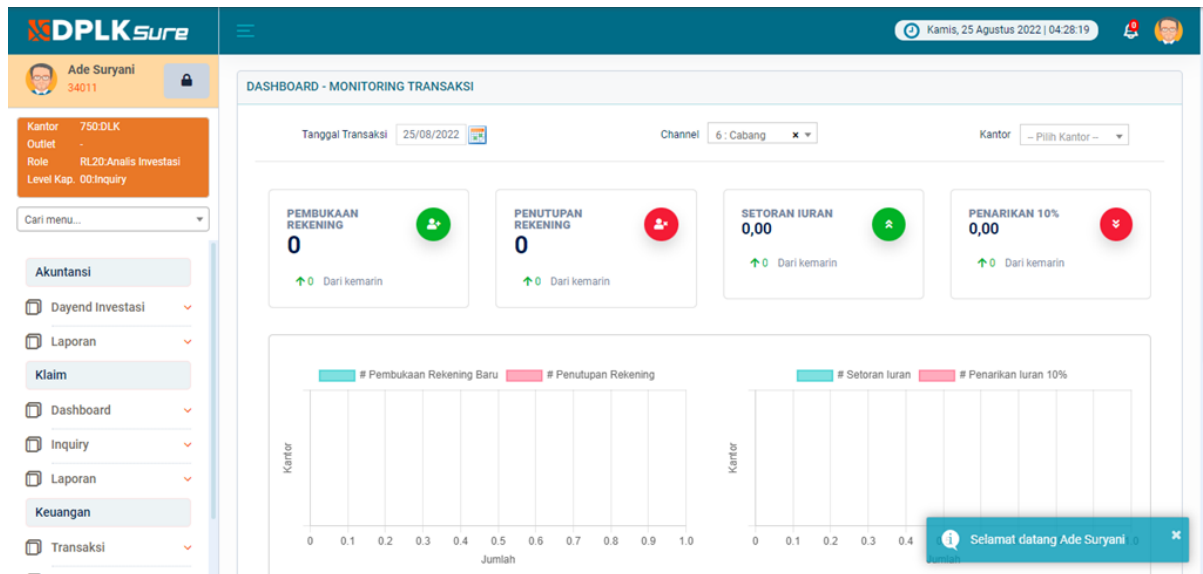 DPLK Sure
Kamis, 25 Agustus 2022 | 04:28:19
Ade Suryani
34011
Kantor 750:DLK
Outlet -
Role RL20:Analis Investasi
Level Kap. 00:Inquiry
Cari menu...
Akuntansi
Dayend Investasi
Laporan
Klaim
Dashboard
Inquiry
Laporan
Keuangan
Transaksi
DASHBOARD - MONITORING TRANSAKSI
Tanggal Transaksi 25/08/2022 Channel 6 : Cabang x Kantor -- Pilih Kantor --
PEMBUKAAN
REKENING
0
0 Dari kemarin
PENUTUPAN
REKENING
0
0 Dari kemarin
SETORAN IURAN
0,00
0 Dari kemarin
PENARIKAN 10%
0,00
0 Dari kemarin
# Pembukaan Rekening Baru # Penutupan Rekening
Kantor
0 0.1 0.2 0.3 0.4 0.5 0.6 0.7 0.8 0.9 1.0
Jumlah
# Setoran Iuran # Penarikan Iuran 10%
Kantor
0 0.1 0.2 0.3 0.4
Jumlah
Selamat datang Ade Suryani ×